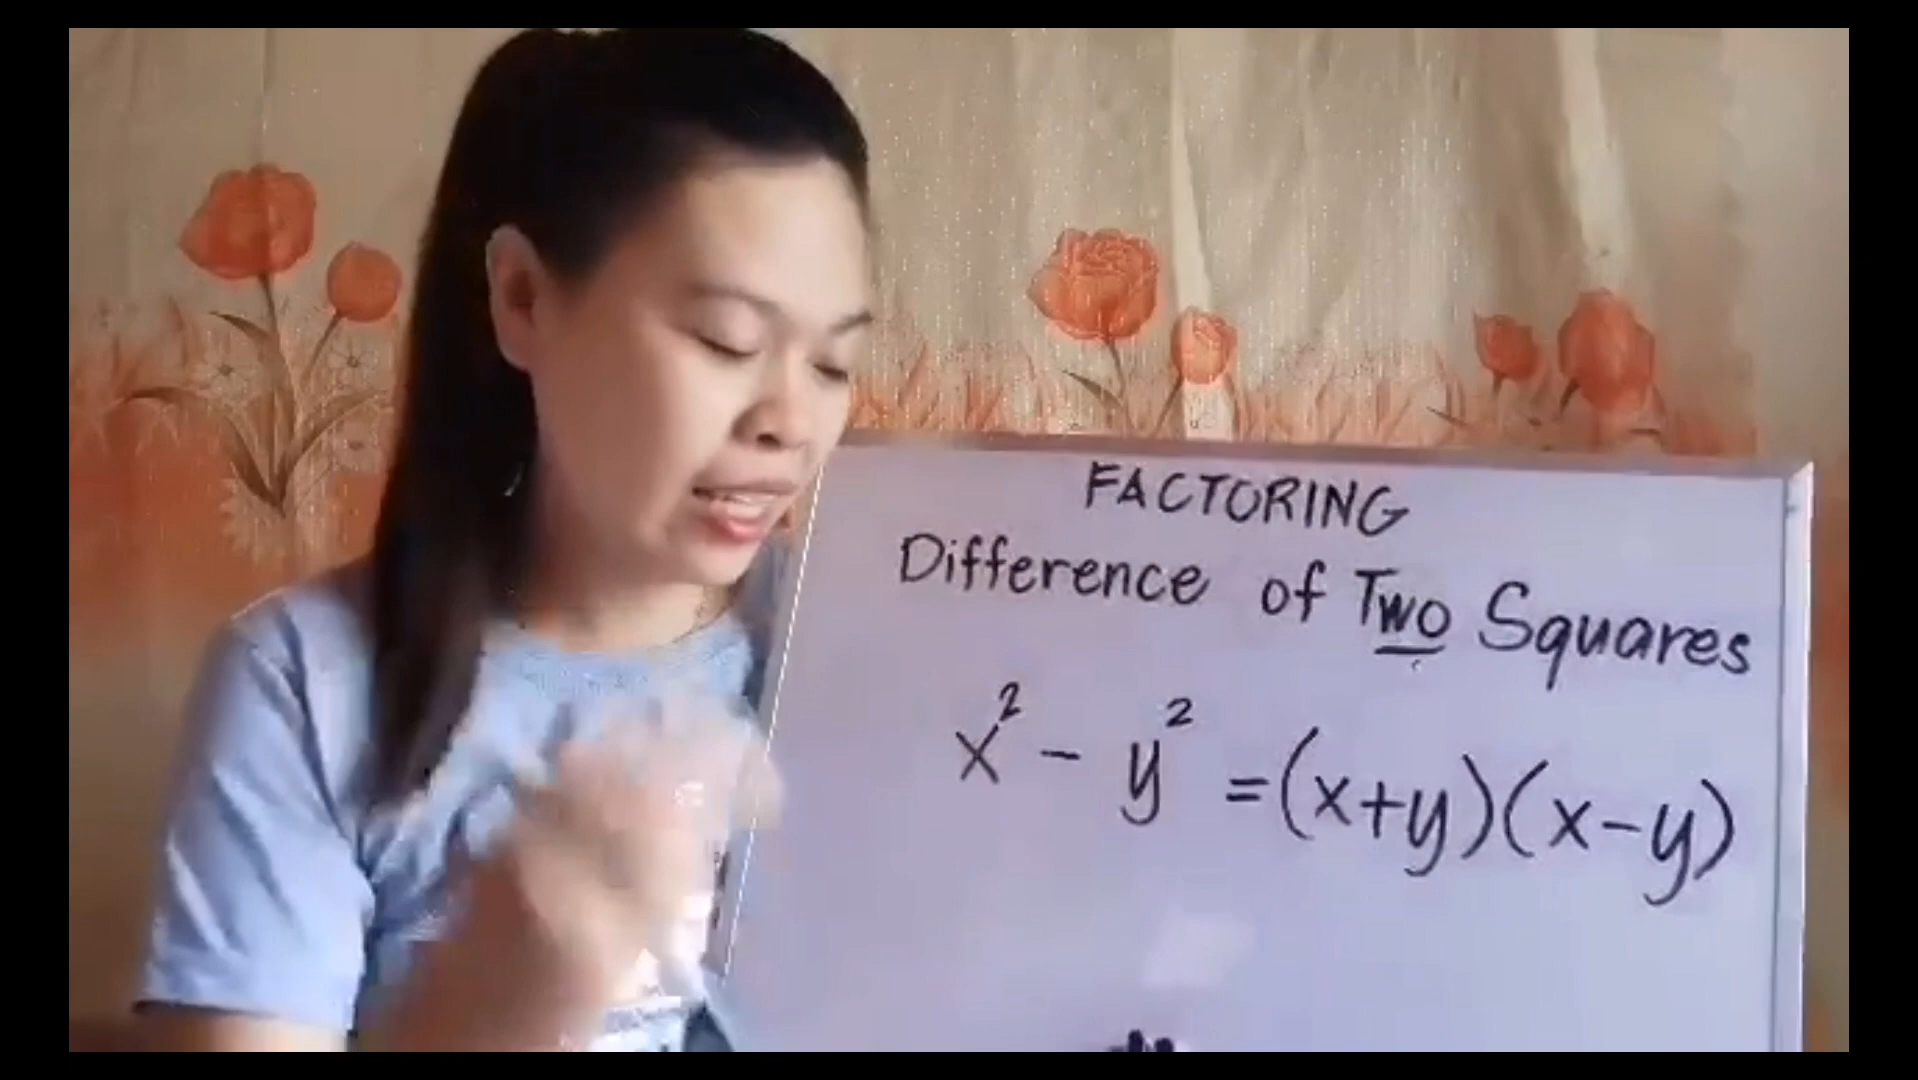 FACTORING
Difference of Two Squares
x² - y² = (x+y)(x-y)